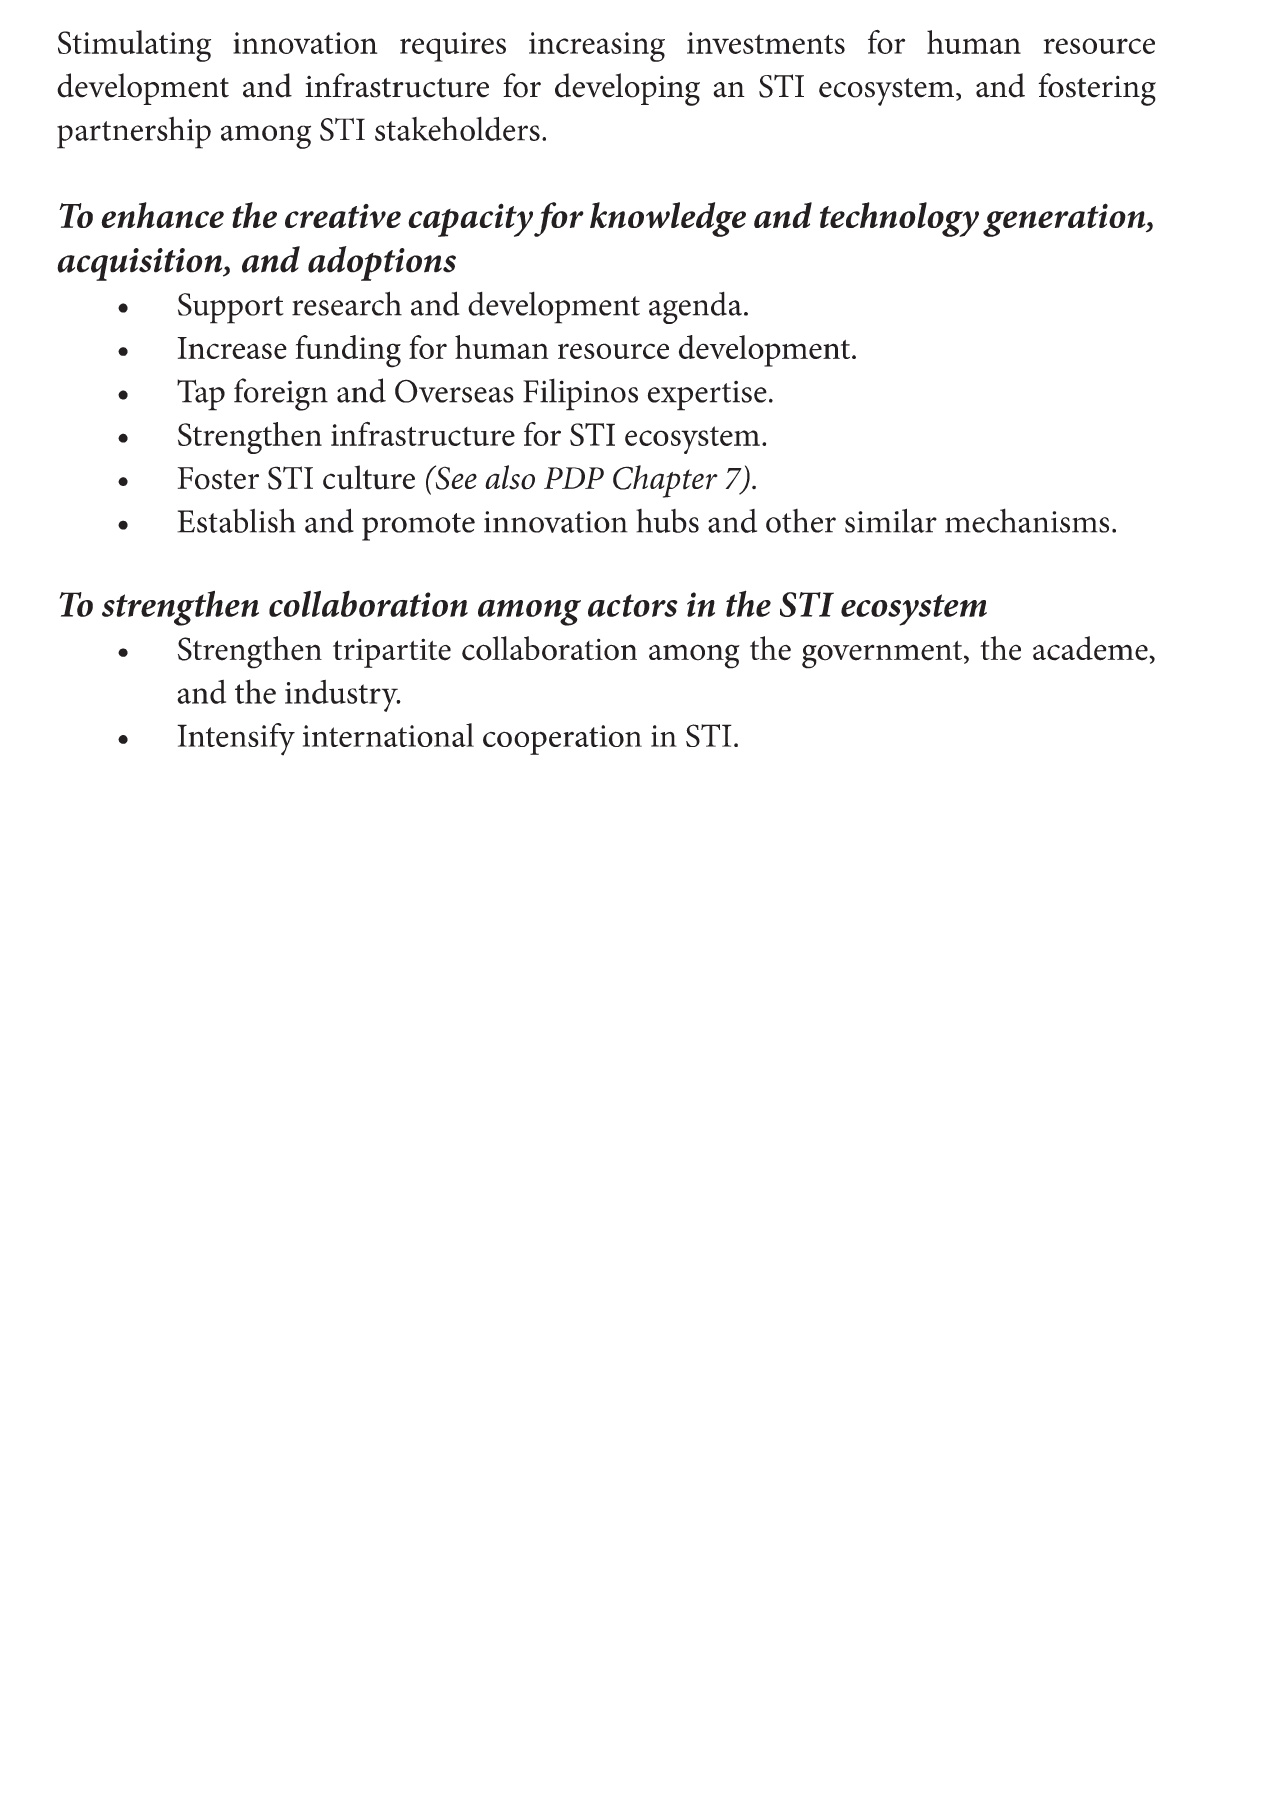 Stimulating innovation requires increasing investments for human resource
development and infrastructure for developing an STI ecosystem, and fostering
partnership among STI stakeholders.
To enhance the creative capacity for knowledge and technology generation,
acquisition, and adoptions
• Support research and development agenda.
• Increase funding for human resource development.
• Tap foreign and Overseas Filipinos expertise.
• Strengthen infrastructure for STI ecosystem.
• Foster STI culture (See also PDP Chapter 7).
• Establish and promote innovation hubs and other similar mechanisms.
To strengthen collaboration among actors in the STI ecosystem
• Strengthen tripartite collaboration among the government, the academe,
and the industry.
• Intensify international cooperation in STI.